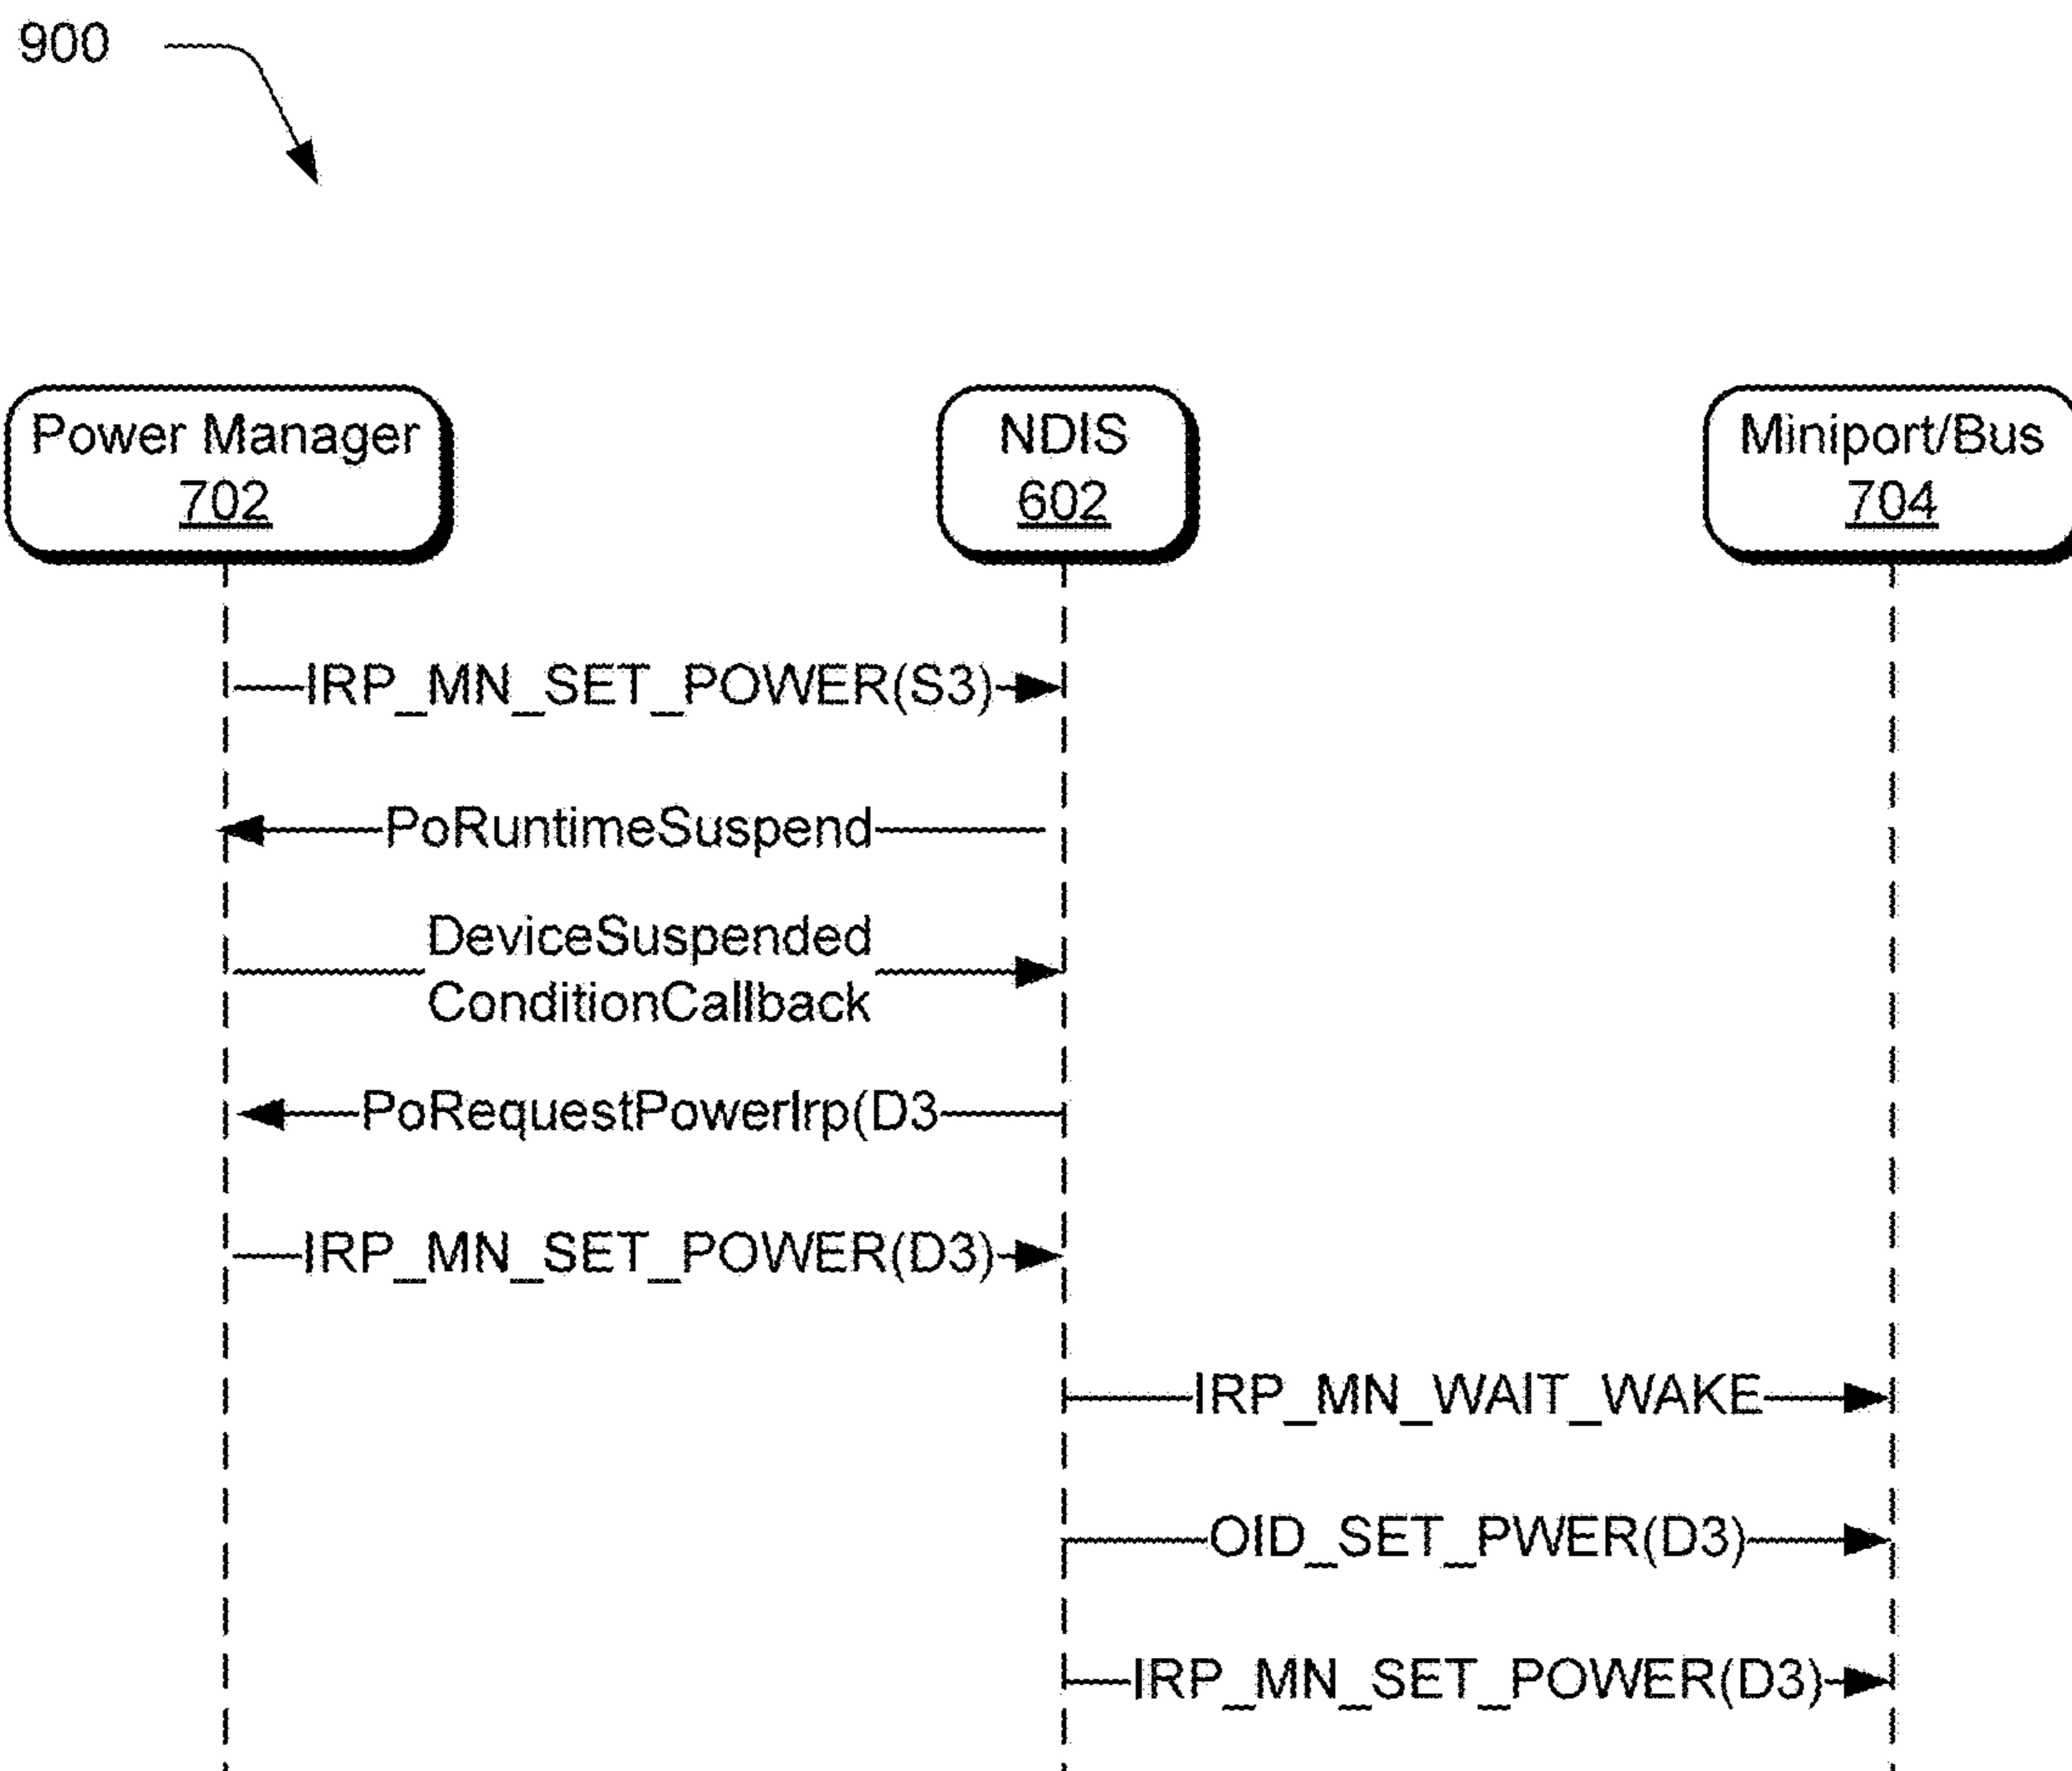 900
Power Manager
702
NDIS
602
Miniport/Bus
704
IRP_MN_SET_POWER(S3)
PoRuntimeSuspend
DeviceSuspended
ConditionCallback
PoRequestPowerIrp(D3
IRP_MN_SET_POWER(D3)
IRP_MN_WAIT_WAKE
OID_SET_PWER(D3)
IRP_MN_SET_POWER(D3)